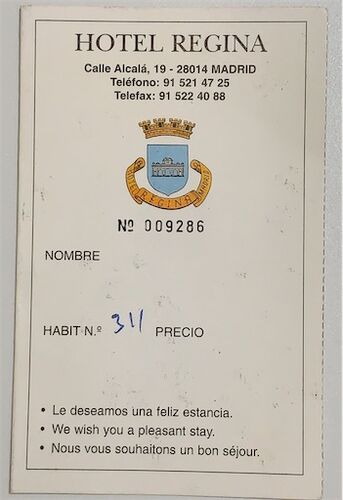 HOTEL REGINA
Calle Alcalá, 19 - 28014 MADRID
Teléfono: 91 521 47 25
Telefax: 91 522 40 88
HOTEL REGINA MADRID
Nº 009286
NOMBRE
HABIT N.º 311 PRECIO
• Le deseamos una feliz estancia.
• We wish you a pleasant stay.
• Nous vous souhaitons un bon séjour.